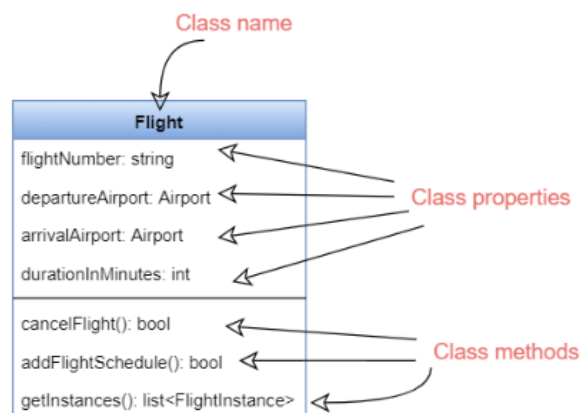 Class name
Flight
flightNumber: string
departureAirport: Airport
Class properties
arrivalAirport: Airport
durationInMinutes: int
cancelFlight(): bool
Class methods
addFlightSchedule(): bool
getInstances(): list<FlightInstance>